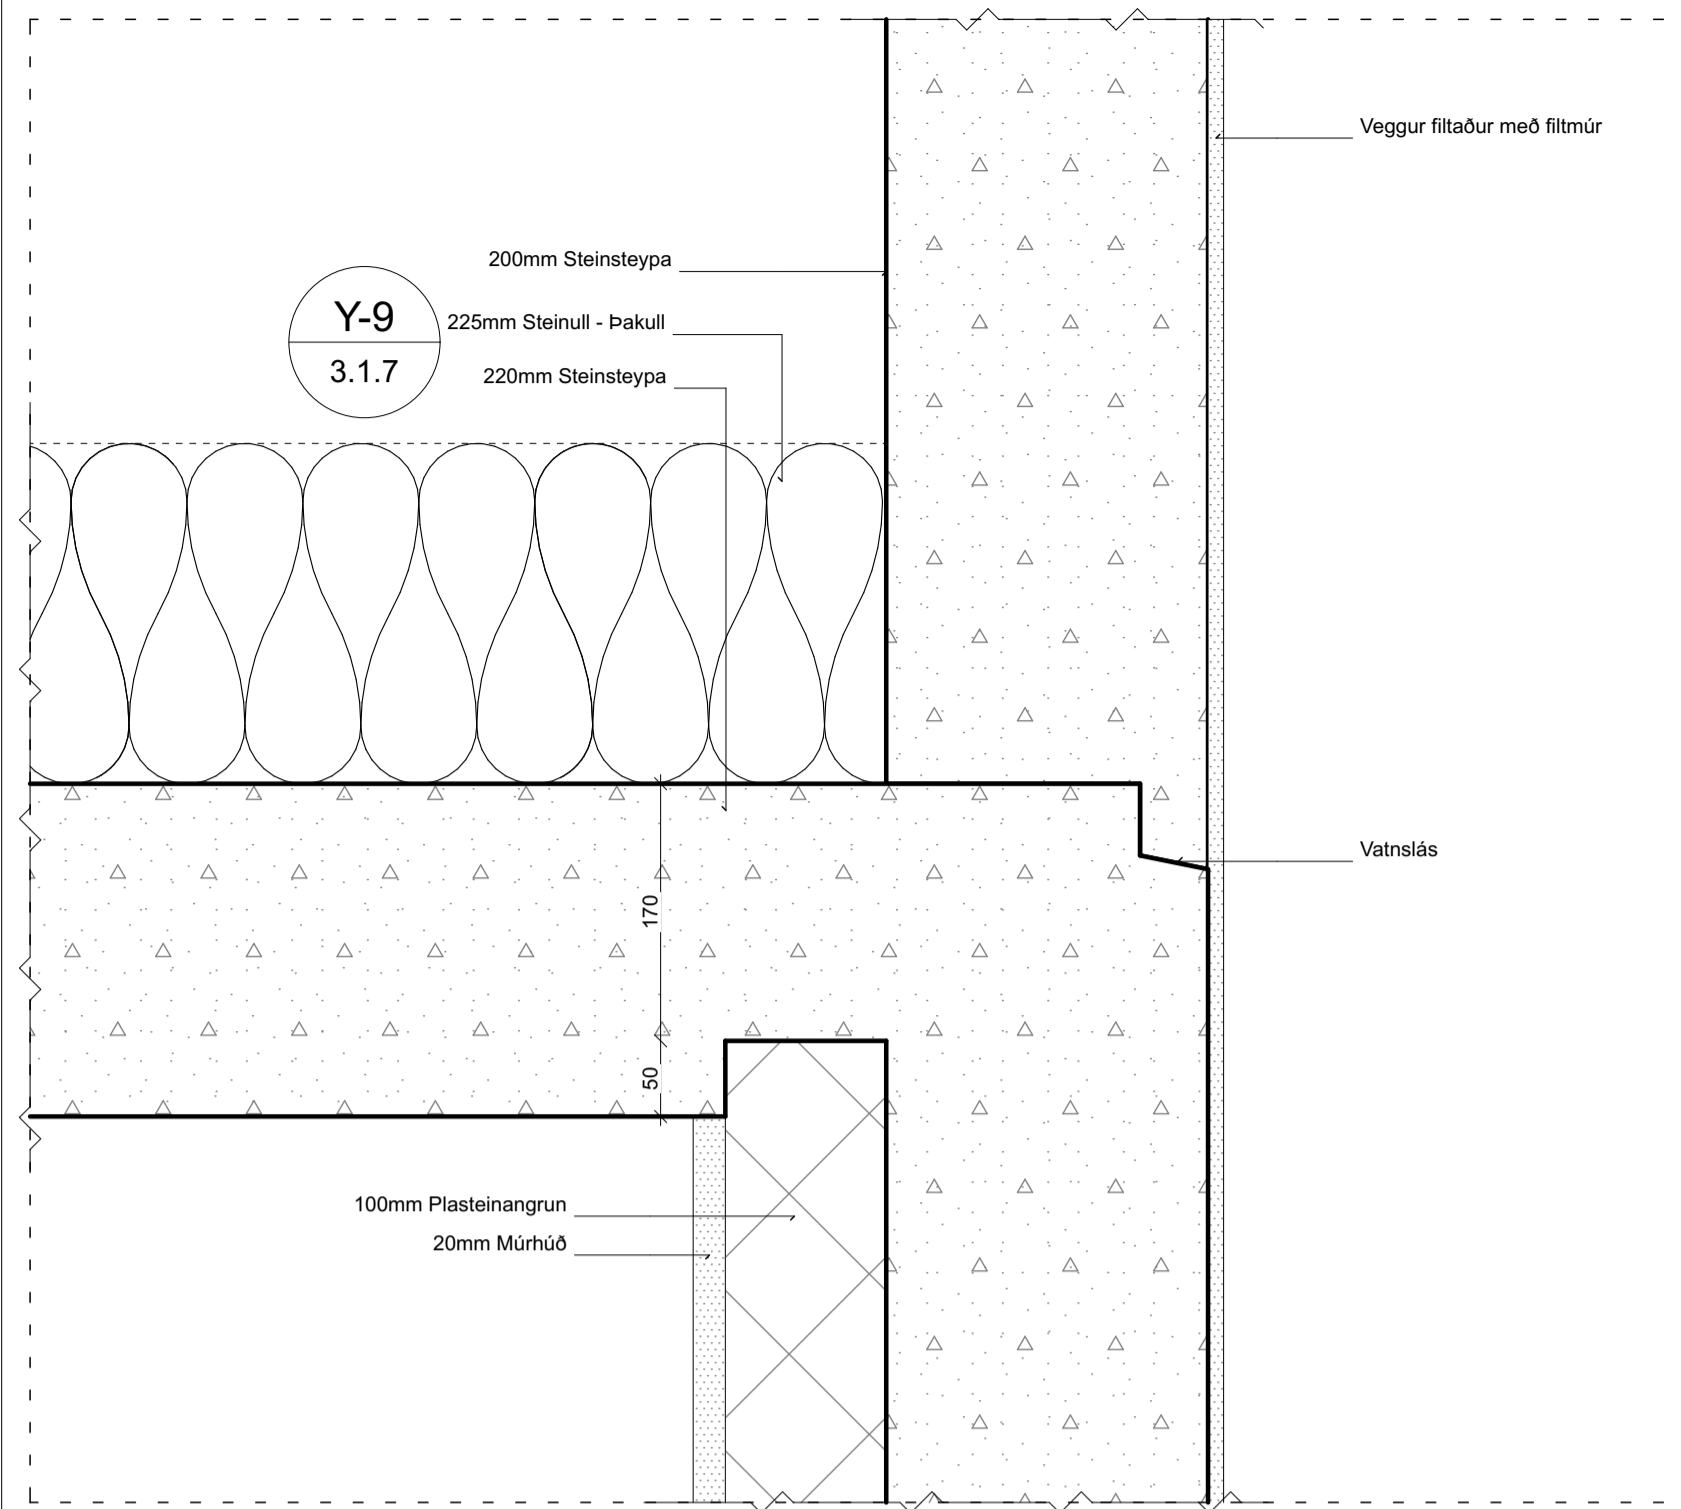 Veggur filtaður með filtmúr
200mm Steinsteypa
Y-9
3.1.7
225mm Steinull - Þakull
220mm Steinsteypa
Vatnslás
170
50
100mm Plasteinangrun
20mm Múrhúð